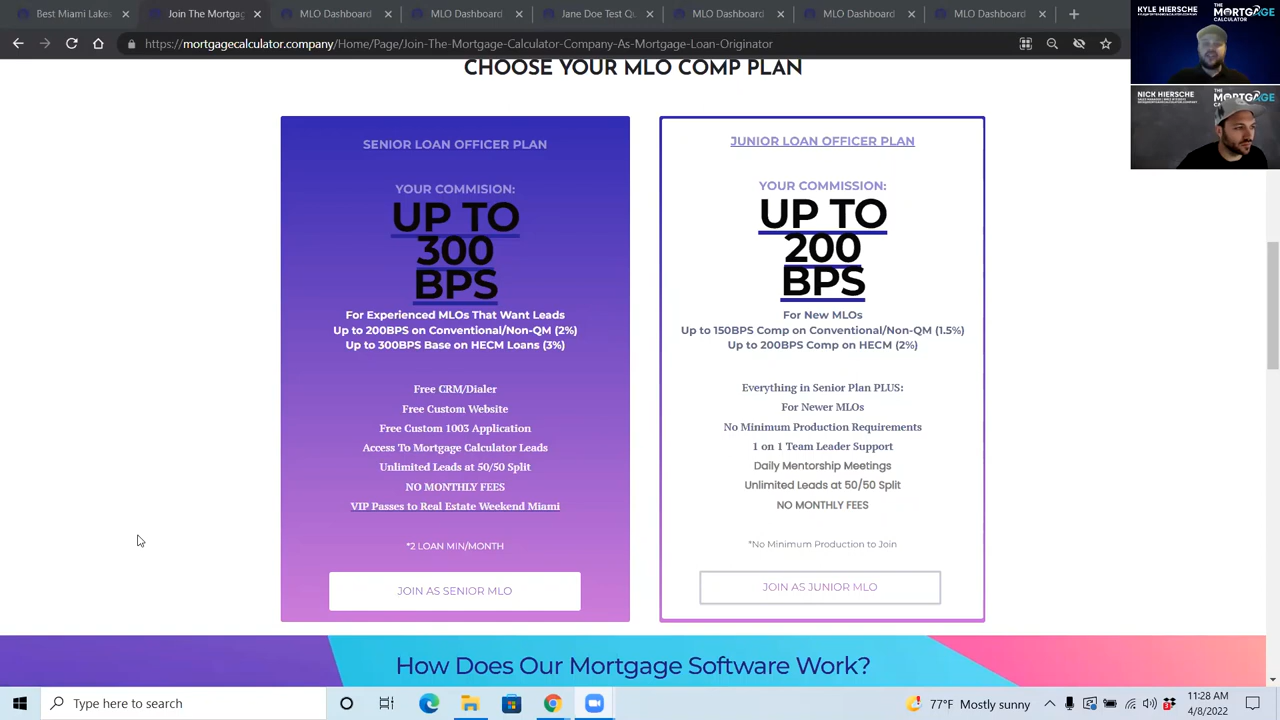 Best Miami Lakes
Join The Mortgag
MLO Dashboard
Jane Test Qu
MLO Dashboard
MLO Dashboard
https://mortgagecalculator.com/Home/Page/Join-The-Mortgage-Calculator-Company-As-Mortgage-Loan-Originator
KYLE HIERSCHE
THE MORTGAGE CALCULATOR
NICK HIERSCHE
THE MORTGAGE
CHOOSE YOUR MLO COMP PLAN
SENIOR LOAN OFFICER PLAN
YOUR COMMISION:
UP TO
300
BPS
For Experienced MLOs That Want Leads
Up to 200BPS on Conventional/Non-QM (2%)
Up to 300BPS Base on HECM Loans (3%)
Free CRM/Dialer
Free Custom Website
Free Custom 1003 Application
Access To Mortgage Calculator Leads
Unlimited Leads at 50/50 Split
NO MONTHLY FEES
VIP Passes to Real Estate Weekend Miami
*2 LOAN MIN/MONTH
JOIN AS SENIOR MLO
JUNIOR LOAN OFFICER PLAN
YOUR COMMISSION:
UP TO
200
BPS
For New MLOs
Up to 150BPS Comp on Conventional/Non-QM (1.5%)
Up to 200BPS Comp on HECM (2%)
Everything in Senior Plan PLUS:
For Newer MLOs
No Minimum Production Requirements
1 on 1 Team Leader Support
Daily Mentorship Meetings
Unlimited Leads at 50/50 Split
NO MONTHLY FEES
*No Minimum Production to Join
JOIN AS JUNIOR MLO
How Does Our Mortgage Software Work?
Type here to search
77°F Mostly sunny
11:28 AM
4/8/2022